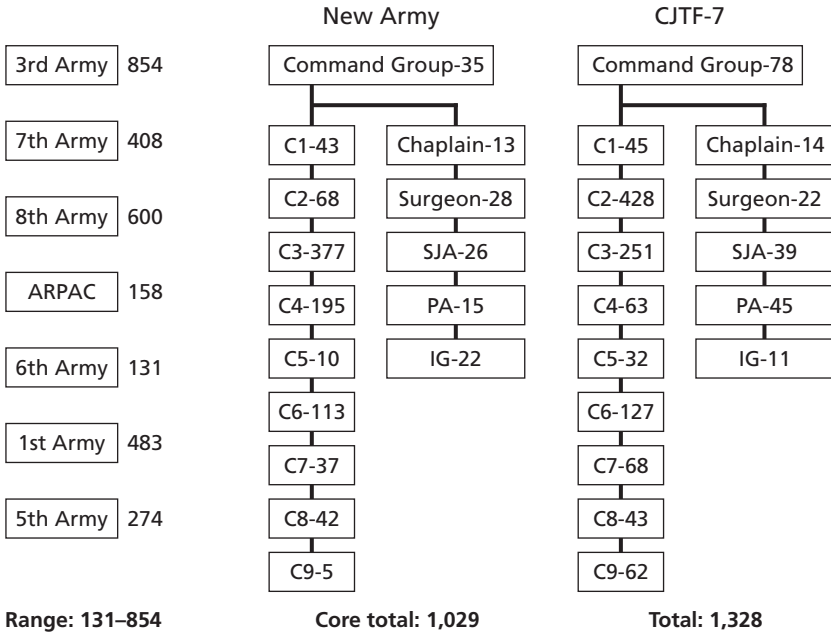 New Army
CJTF-7
3rd Army 854
7th Army 408
8th Army 600
ARPAC 158
6th Army 131
1st Army 483
5th Army 274
Range: 131–854
Command Group-35
C1-43
C2-68
C3-377
C4-195
C5-10
C6-113
C7-37
C8-42
C9-5
Chaplain-13
Surgeon-28
SJA-26
PA-15
IG-22
Core total: 1,029
Command Group-78
C1-45
C2-428
C3-251
C4-63
C5-32
C6-127
C7-68
C8-43
C9-62
Chaplain-14
Surgeon-22
SJA-39
PA-45
IG-11
Total: 1,328